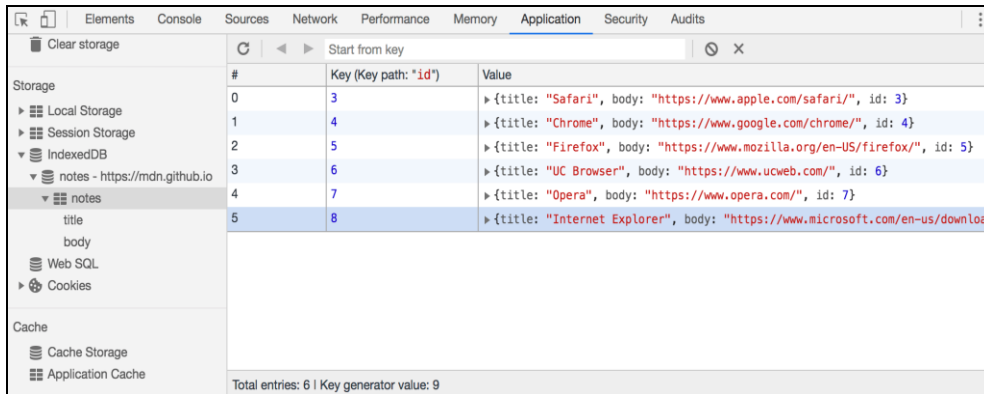 Elements Console Sources Network Performance Memory Application Security Audits
Clear storage
Start from key
# Key (Key path: "id") Value
Storage
0 3 {title: "Safari", body: "https://www.apple.com/safari/", id: 3}
Local Storage
1 4 {title: "Chrome", body: "https://www.google.com/chrome/", id: 4}
Session Storage
2 5 {title: "Firefox", body: "https://www.mozilla.org/en-US/firefox/", id: 5}
IndexedDB
3 6 {title: "UC Browser", body: "https://www.ucweb.com/", id: 6}
notes - https://mdn.github.io
4 7 {title: "Opera", body: "https://www.opera.com/", id: 7}
notes
5 8 {title: "Internet Explorer", body: "https://www.microsoft.com/en-us/downloa
title
body
Web SQL
Cookies
Cache
Cache Storage
Application Cache
Total entries: 6 | Key generator value: 9